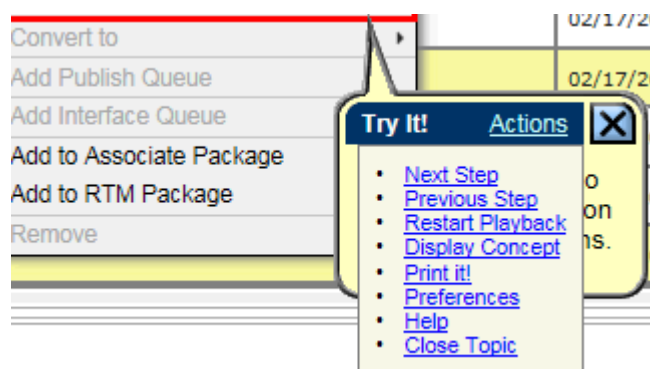 Convert to
Add Publish Queue
Add Interface Queue
Add to Associate Package
Add to RTM Package
Remove
02/17/2
02/17/2
Try It! Actions
Next Step
Previous Step
Restart Playback
Display Concept
Print it!
Preferences
Help
Close Topic
o
on
ns.